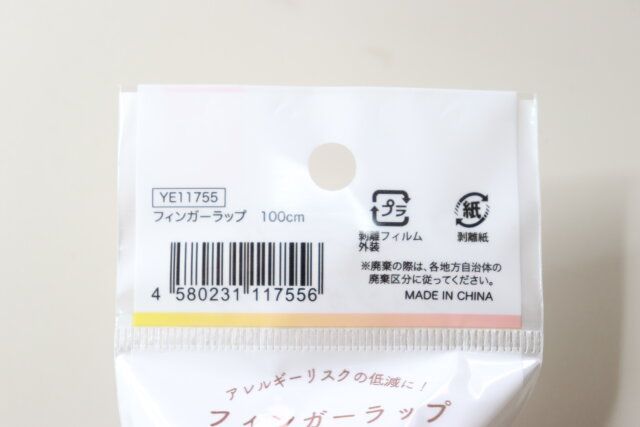 YE11755
フィンガーラップ 100cm
4 580231 117556
プラ
紙
剥離フィルム
外装
剥離紙
※廃棄の際は、各地方自治体の
廃棄区分に従ってください。
MADE IN CHINA
アレルギーリスクの低減に!
フィンガーラップ